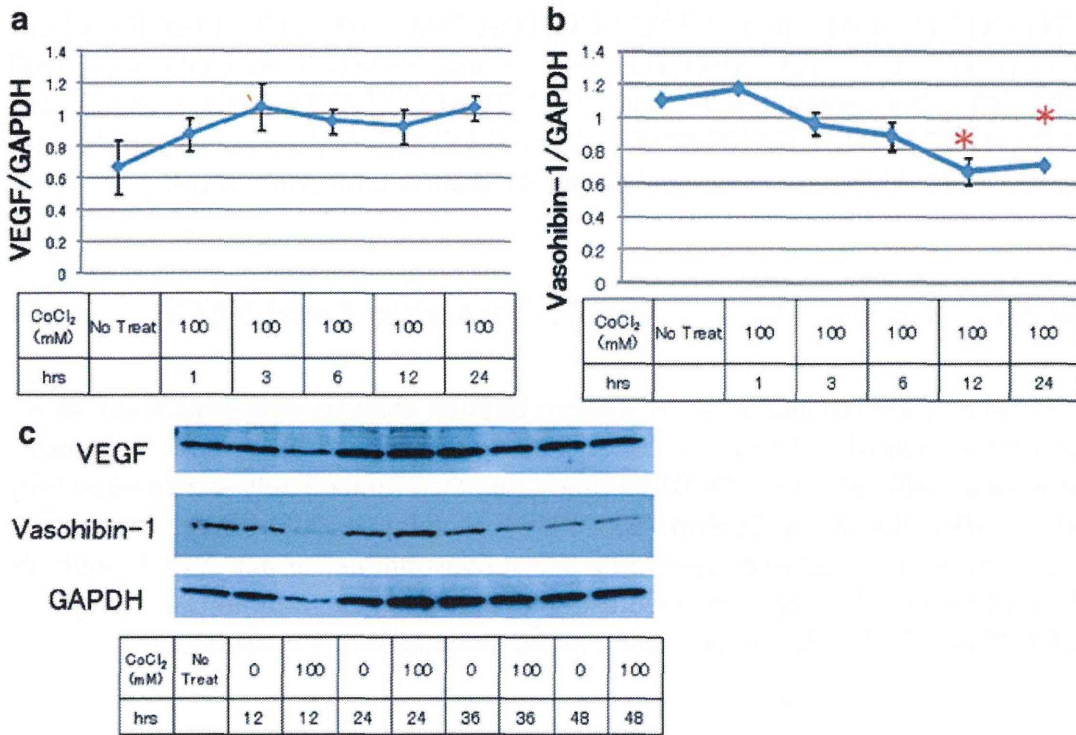 a
VEGF/GAPDH
1.4
1.2
1
0.8
0.6
0.4
0.2
0
CoCl₂ (mM) No Treat 100 100 100 100 100
hrs 1 3 6 12 24
b
Vasohibin-1/GAPDH
1.4
1.2
1
0.8
0.6
0.4
0.2
0
* *
CoCl₂ (mM) No Treat 100 100 100 100 100
hrs 1 3 6 12 24
c
VEGF
Vasohibin-1
GAPDH
CoCl₂ (mM) No Treat 0 100 0 100 0 100 0 100
hrs 12 12 24 24 36 36 48 48